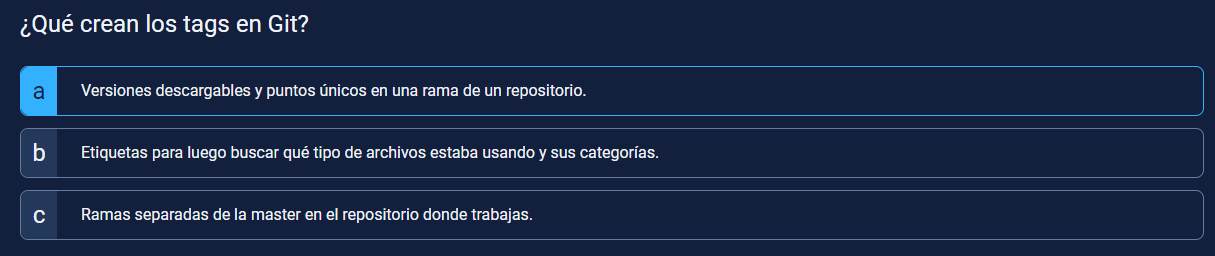 ¿Qué crean los tags en Git?
a Versiones descargables y puntos únicos en una rama de un repositorio.
b Etiquetas para luego buscar qué tipo de archivos estaba usando y sus categorías.
c Ramas separadas de la master en el repositorio donde trabajas.